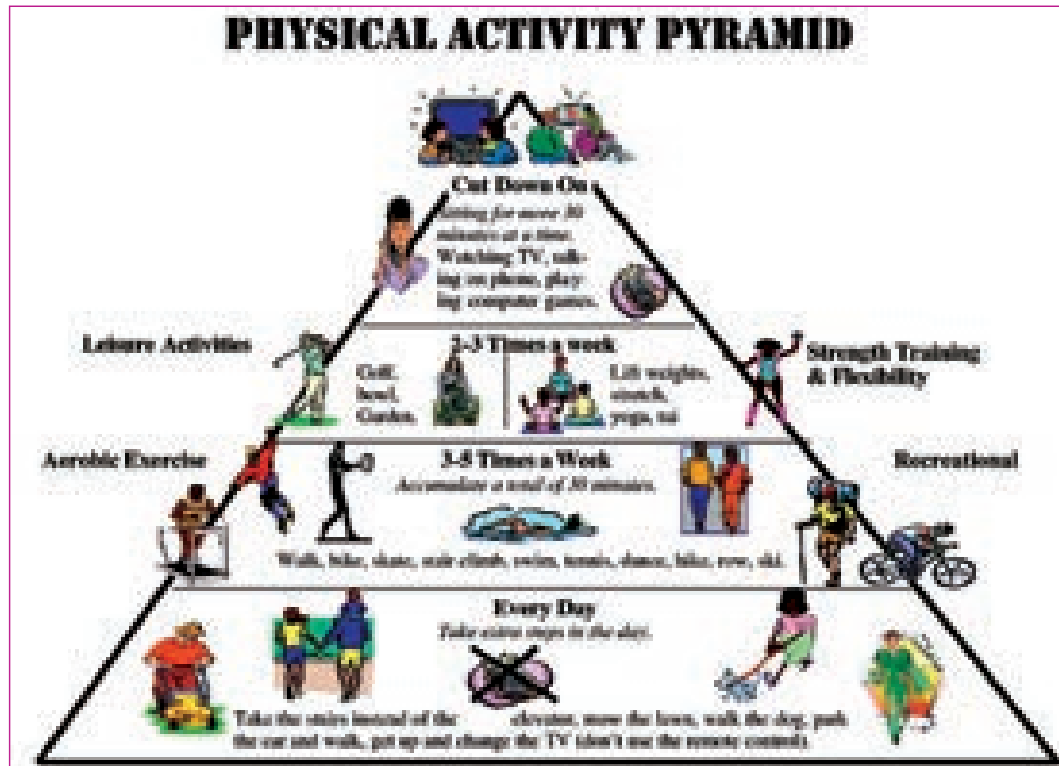 PHYSICAL ACTIVITY PYRAMID
Cut Down On
Sitting for more 30
minutes at a time.
Watching TV, talk-
ing on phone, play-
ing computer games.
Leisure Activities
2-3 Times a week
Strength Training
& Flexibility
Golf,
bowl,
Garden,
Lift weights,
stretch,
yoga, tai
Aerobic Exercise
3-5 Times a Week
Recreational
Accumulate a total of 30 minutes.
Walk, bike, skate, stair climb, swim, tennis, dance, hike, row, ski.
Every Day
Take extra steps in the day.
Take the stairs instead of the elevator, mow the lawn, walk the dog, park
the car and walk, get up and change the TV (don't use the remote control).